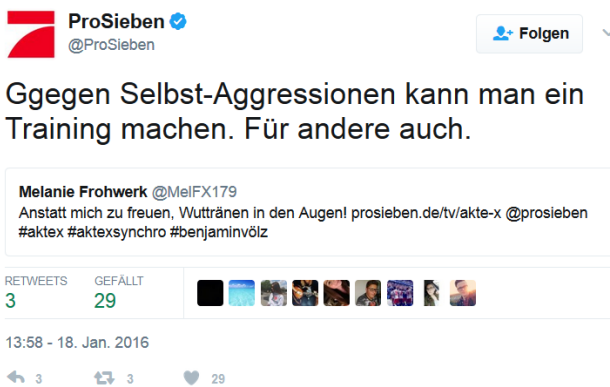 ProSieben
@ProSieben
Folgen
Ggegen Selbst-Aggressionen kann man ein
Training machen. Für andere auch.
Melanie Frohwerk @MelFX179
Anstatt mich zu freuen, Wuttränen in den Augen! prosieben.de/tv/akte-x @prosieben
#aktex #aktexsynchro #benjaminvölz
RETWEETS GEFÄLLT
3 29
13:58 - 18. Jan. 2016
3 3 29